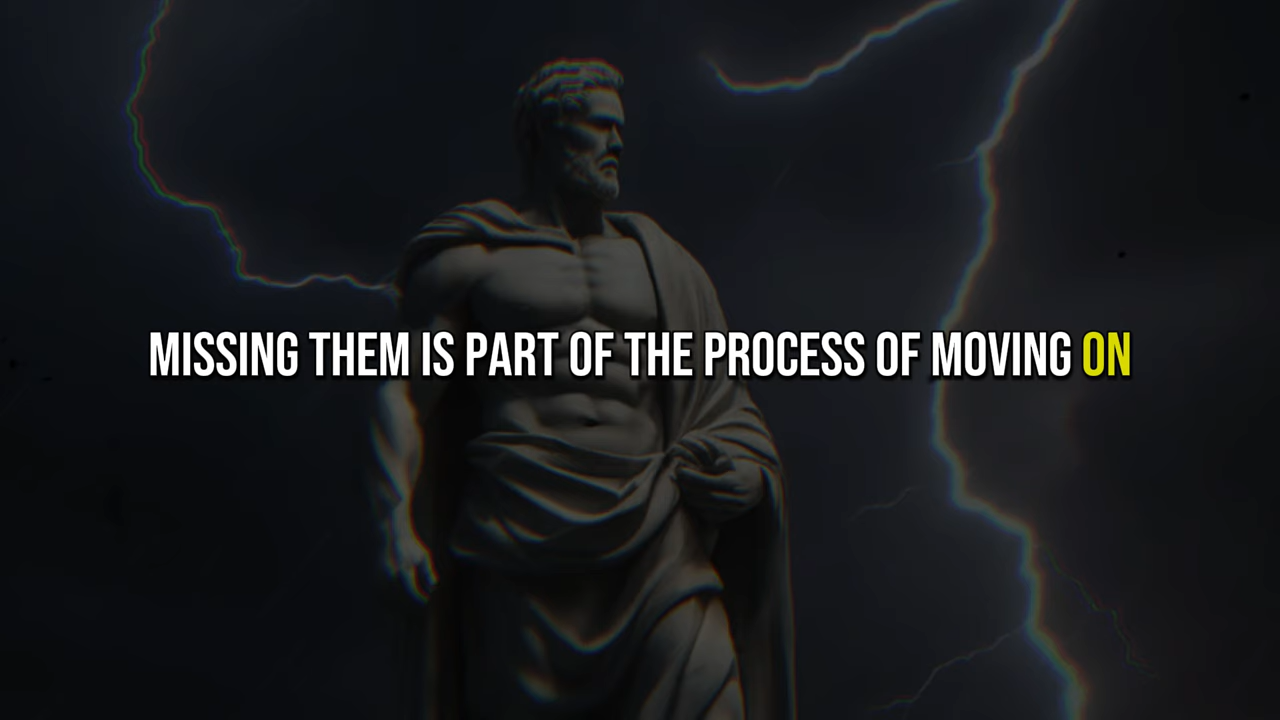 MISSING THEM IS PART OF THE PROCESS OF MOVING ON